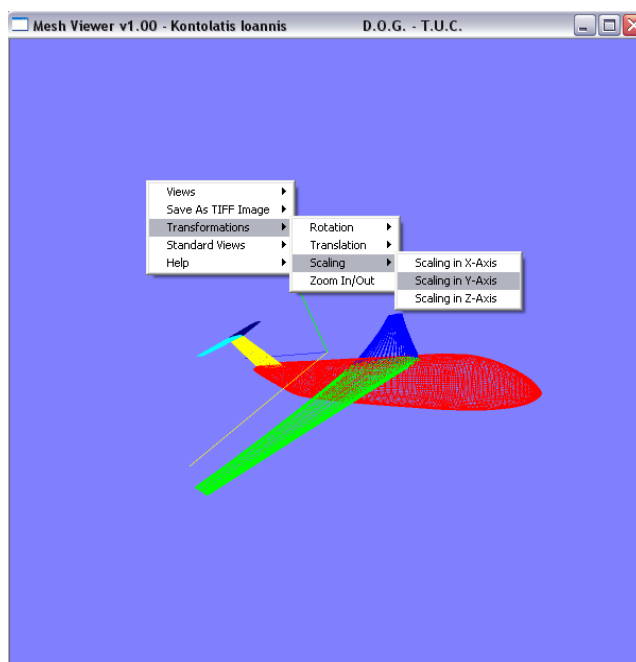 Mesh Viewer v1.00 - Kontolatis Ioannis D.O.G. - T.U.C.
Views
Save As TIFF Image
Transformations
Standard Views
Help
Rotation
Translation
Scaling
Zoom In/Out
Scaling in X-Axis
Scaling in Y-Axis
Scaling in Z-Axis